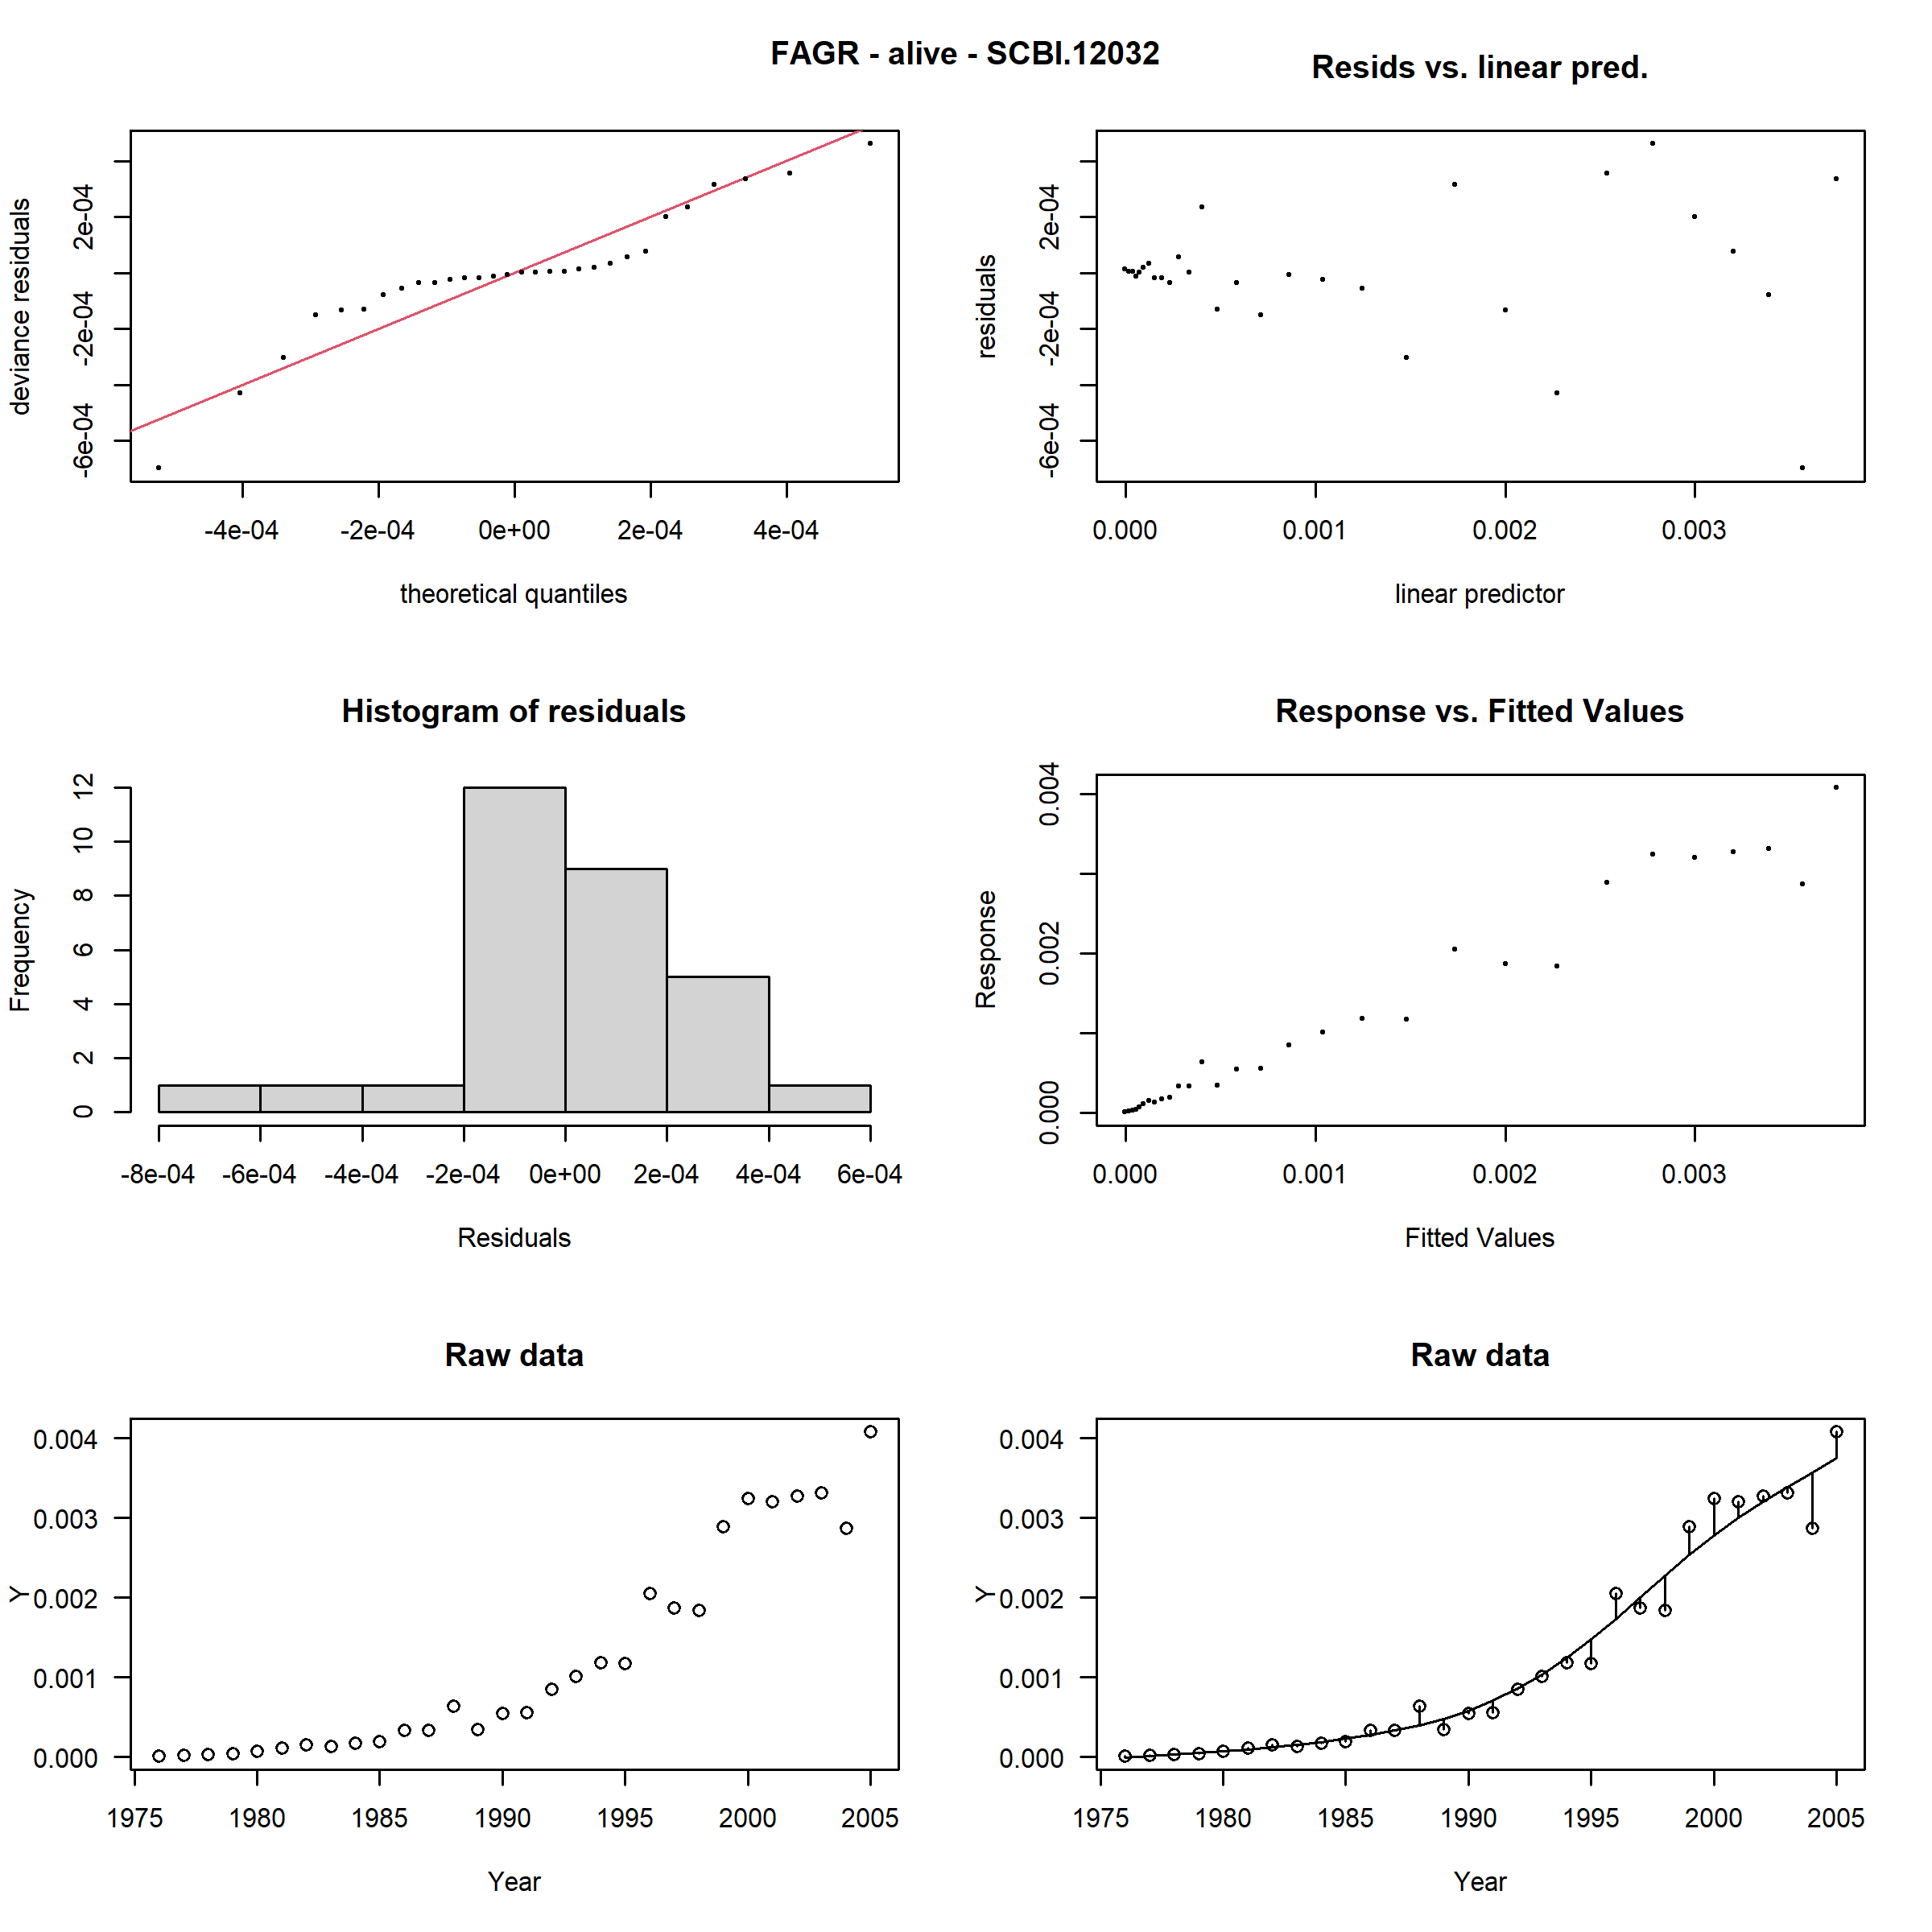 FAGR - alive - SCBI.12032
Resids vs. linear pred.
deviance residuals
-6e-04 -2e-04 2e-04
-4e-04 -2e-04 0e+00 2e-04 4e-04
theoretical quantiles
residuals
-6e-04 -2e-04 2e-04
0.000 0.001 0.002 0.003
linear predictor
Histogram of residuals
Frequency
0 2 4 6 8 10 12
-8e-04 -6e-04 -4e-04 -2e-04 0e+00 2e-04 4e-04 6e-04
Residuals
Response vs. Fitted Values
Response
0.000 0.002 0.004
0.000 0.001 0.002 0.003
Fitted Values
Raw data
Y
0.004
0.003
0.002
0.001
0.000
1975 1980 1985 1990 1995 2000 2005
Year
Raw data
Y
0.004
0.003
0.002
0.001
0.000
1975 1980 1985 1990 1995 2000 2005
Year